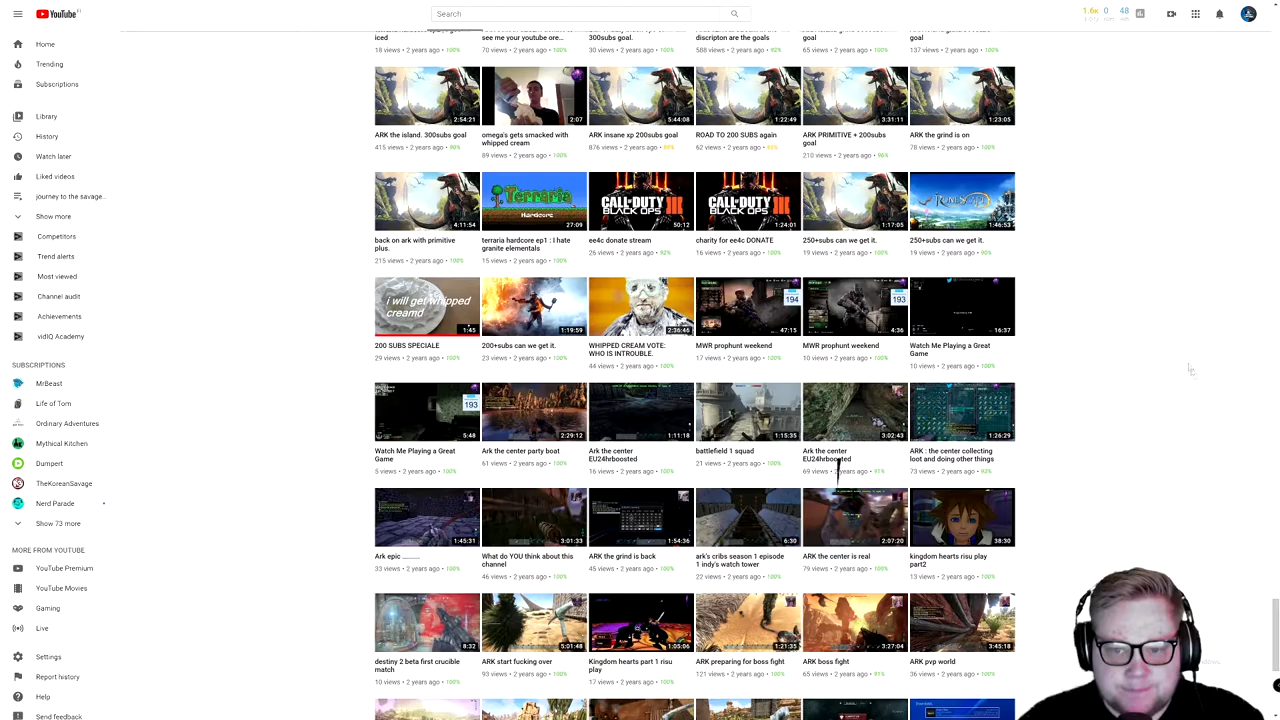 YouTube
Search
1.6k 0 48
Home
Trending
Subscriptions
Library
History
Watch later
Liked videos
journey to the savage...
Show more
Competitors
Trend alerts
Most viewed
Channel audit
Achievements
vidIQ Academy
SUBSCRIPTIONS
MrBeast
Life of Tom
Ordinary Adventures
Mythical Kitchen
Dumpert
TheKoreanSavage
Nerd Parade
Show 73 more
MORE FROM YOUTUBE
YouTube Premium
YouTube Movies
Gaming
Live
Settings
Report history
Help
Send feedback
iced
see me your youtube ore...
300subs goal.
discripton are the goals
goal
goal
18 views • 2 years ago • 100%
70 views • 2 years ago • 100%
30 views • 2 years ago • 100%
588 views • 2 years ago • 92%
65 views • 2 years ago • 100%
137 views • 2 years ago • 100%
2:54:21
2:07
5:44:08
1:22:49
3:31:11
1:23:05
ARK the island. 300subs goal
415 views • 2 years ago • 90%
omega's gets smacked with
whipped cream
89 views • 2 years ago • 100%
ARK insane xp 200subs goal
876 views • 2 years ago
ROAD TO 200 SUBS again
62 views • 2 years ago
ARK PRIMITIVE + 200subs
goal
210 views • 2 years ago • 96%
ARK the grind is on
78 views • 2 years ago • 100%
4:11:54
Terraria
Hardcore
27:09
CALL OF DUTY
BLACK OPS III
50:12
CALL OF DUTY
BLACK OPS III
1:24:01
1:17:05
RuneScape
1:46:53
back on ark with primitive
plus.
215 views • 2 years ago • 100%
terraria hardcore ep1 : I hate
granite elementals
15 views • 2 years ago • 100%
ee4c donate stream
26 views • 2 years ago • 92%
charity for ee4c DONATE
16 views • 2 years ago • 100%
250+subs can we get it.
19 views • 2 years ago • 100%
250+subs can we get it.
19 views • 2 years ago • 90%
i will get whipped
creamd
1:45
1:19:59
2:36:46
194
47:15
193
4:36
16:37
200 SUBS SPECIALE
29 views • 2 years ago • 100%
200+subs can we get it.
23 views • 2 years ago • 100%
WHIPPED CREAM VOTE:
WHO IS INTROUBLE.
44 views • 2 years ago • 100%
MWR prophunt weekend
17 views • 2 years ago • 100%
MWR prophunt weekend
10 views • 2 years ago • 100%
Watch Me Playing a Great
Game
10 views • 2 years ago • 100%
193
5:48
2:29:12
1:11:18
1:15:35
3:02:43
1:26:29
Watch Me Playing a Great
Game
5 views • 2 years ago • 100%
Ark the center party boat
61 views • 2 years ago • 100%
Ark the center
EU24hrboosted
16 views • 2 years ago • 100%
battlefield 1 squad
21 views • 2 years ago • 100%
Ark the center
EU24hrboosted
69 views • 2 years ago • 91%
ARK : the center collecting
loot and doing other things
73 views • 2 years ago • 93%
1:45:31
3:01:33
1:54:36
6:30
2:07:20
38:30
Ark epic ..........
33 views • 2 years ago • 100%
What do YOU think about this
channel
46 views • 2 years ago • 100%
ARK the grind is back
45 views • 2 years ago • 100%
ark's cribs season 1 episode
1 indy's watch tower
22 views • 2 years ago • 100%
ARK the center is real
79 views • 2 years ago • 100%
kingdom hearts risu play
part2
13 views • 2 years ago • 100%
8:32
5:01:48
1:05:06
1:21:35
3:27:04
3:45:18
destiny 2 beta first crucible
match
10 views • 2 years ago • 100%
ARK start fucking over
93 views • 2 years ago • 100%
Kingdom hearts part 1 risu
play
17 views • 2 years ago • 100%
ARK preparing for boss fight
121 views • 2 years ago • 100%
ARK boss fight
65 views • 2 years ago • 91%
ARK pvp world
36 views • 2 years ago • 100%